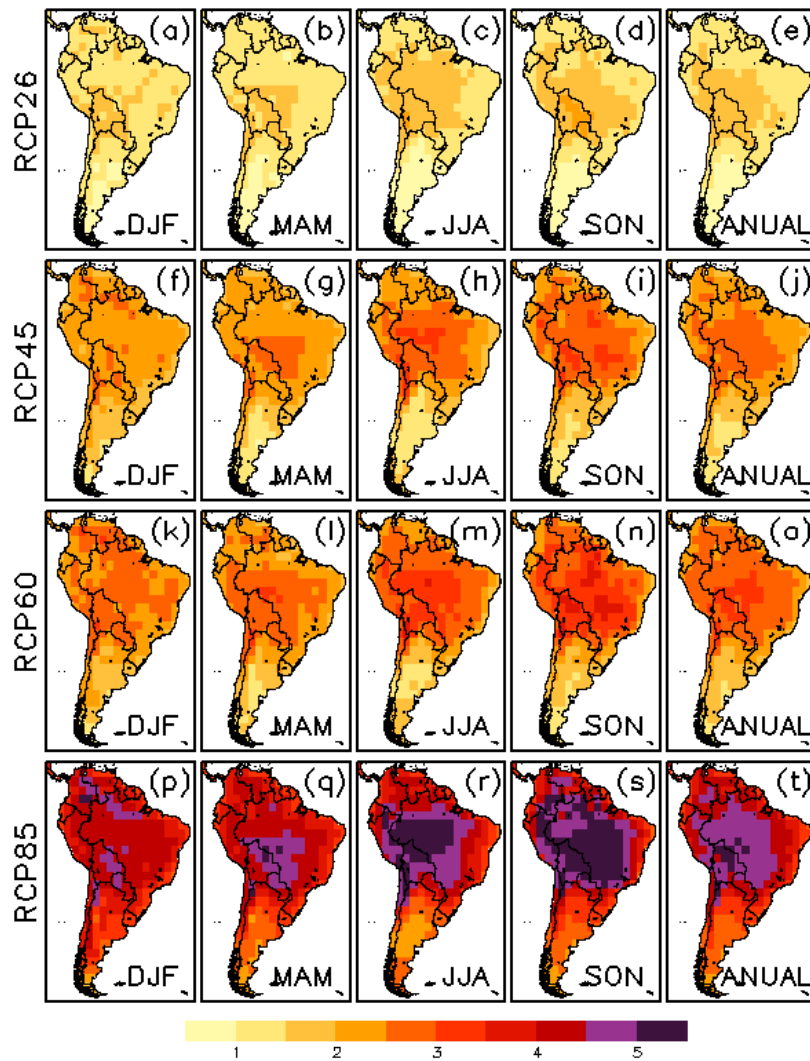 (a) (b) (c) (d) (e)
RCP26
DJF MAM JJA SON ANUAL
(f) (g) (h) (i) (j)
RCP45
DJF MAM JJA SON ANUAL
(k) (l) (m) (n) (o)
RCP60
DJF MAM JJA SON ANUAL
(p) (q) (r) (s) (t)
RCP85
DJF MAM JJA SON ANUAL
1 2 3 4 5